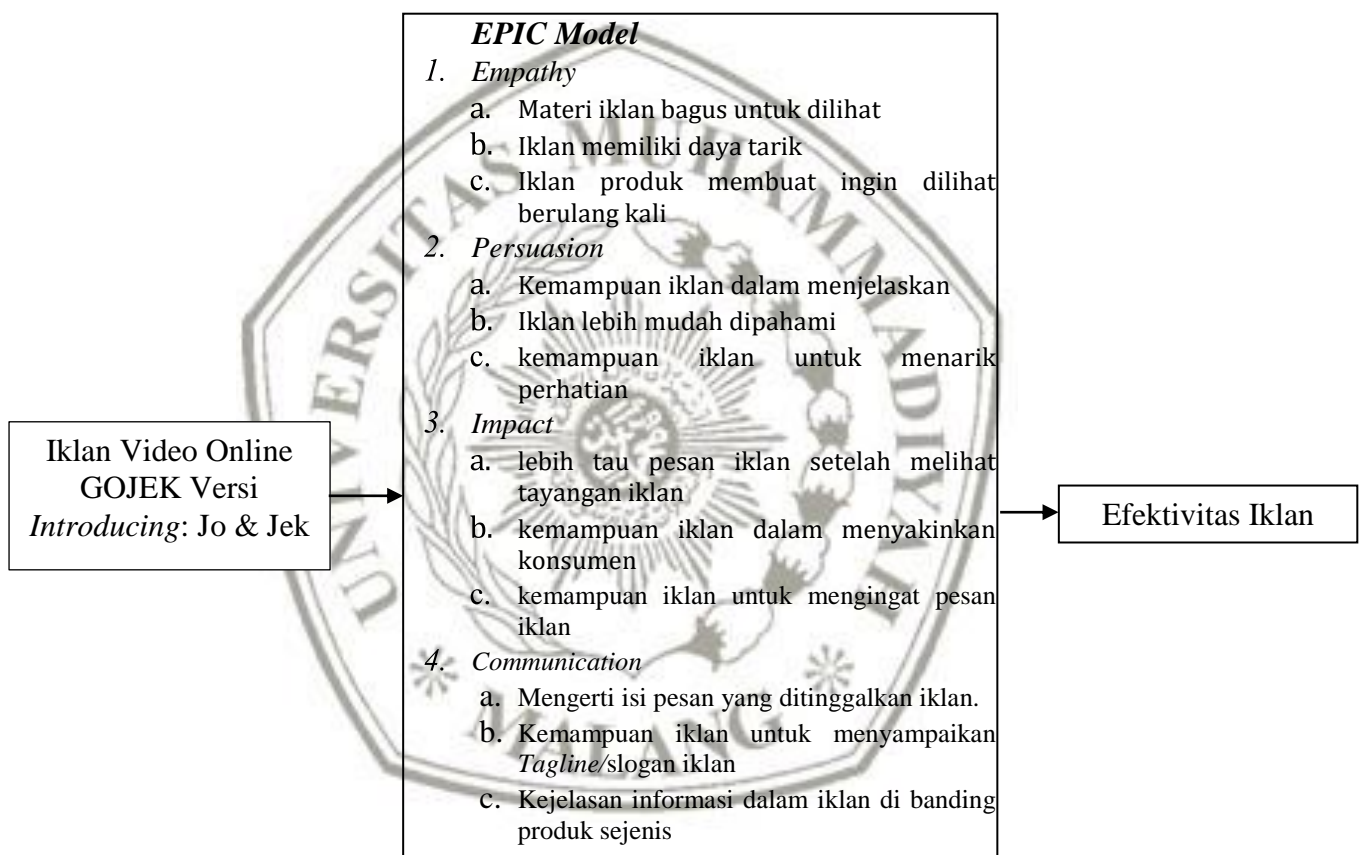 EPIC Model
1. Empathy
a. Materi iklan bagus untuk dilihat
b. Iklan memiliki daya tarik
c. Iklan produk membuat ingin dilihat
berulang kali
2. Persuasion
a. Kemampuan iklan dalam menjelaskan
b. Iklan lebih mudah dipahami
c. kemampuan iklan untuk menarik
perhatian
3. Impact
a. lebih tau pesan iklan setelah melihat
tayangan iklan
b. kemampuan iklan dalam menyakinkan
konsumen
c. kemampuan iklan untuk mengingat pesan
iklan
4. Communication
a. Mengerti isi pesan yang ditinggalkan iklan.
b. Kemampuan iklan untuk menyampaikan
Tagline/slogan iklan
c. Kejelasan informasi dalam iklan di banding
produk sejenis
Iklan Video Online
GOJEK Versi
Introducing: Jo & Jek
Efektivitas Iklan
UNIVERSITAS MUHAMMADIYAH
MALANG